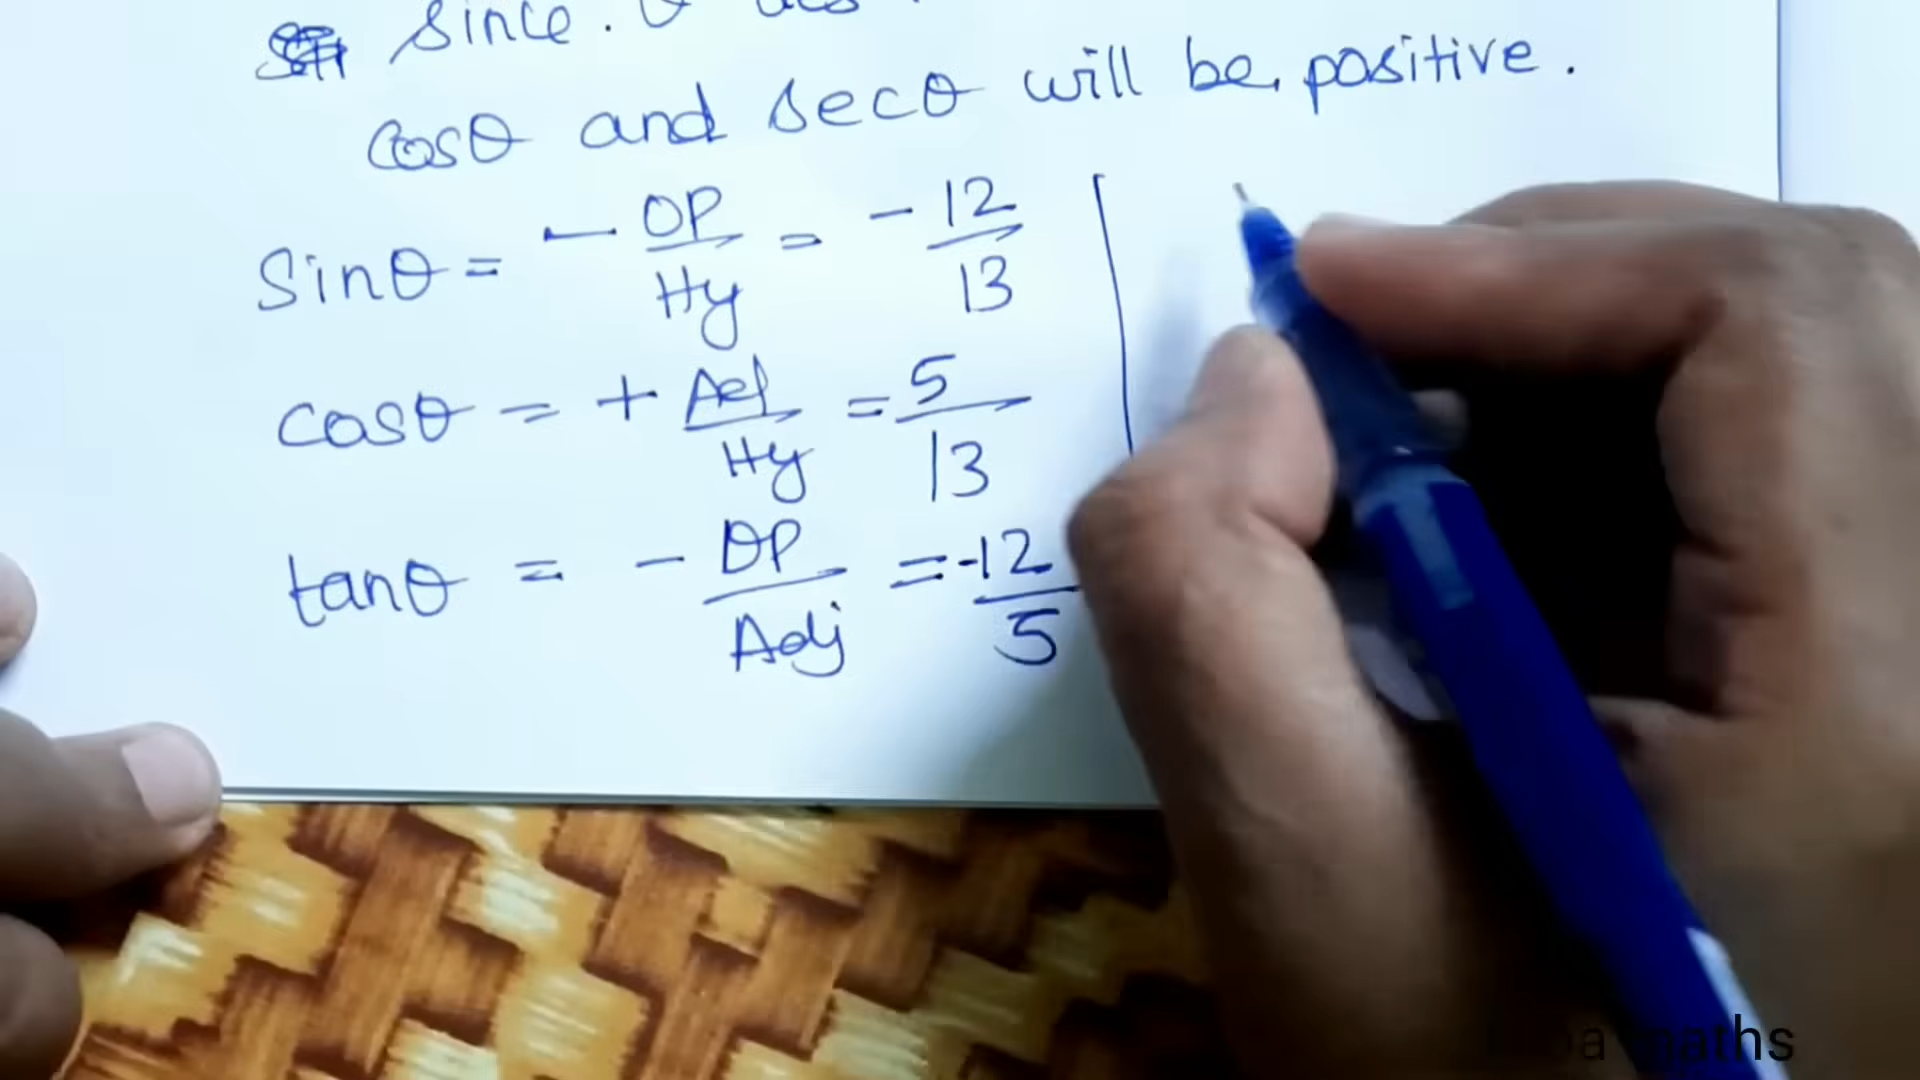 since. θ
cosθ and secθ will be positive.
sinθ = - OP/Hy = -12/13
cosθ = + Adj/Hy = 5/13
tanθ = - OP/Adj = -12/5
maths